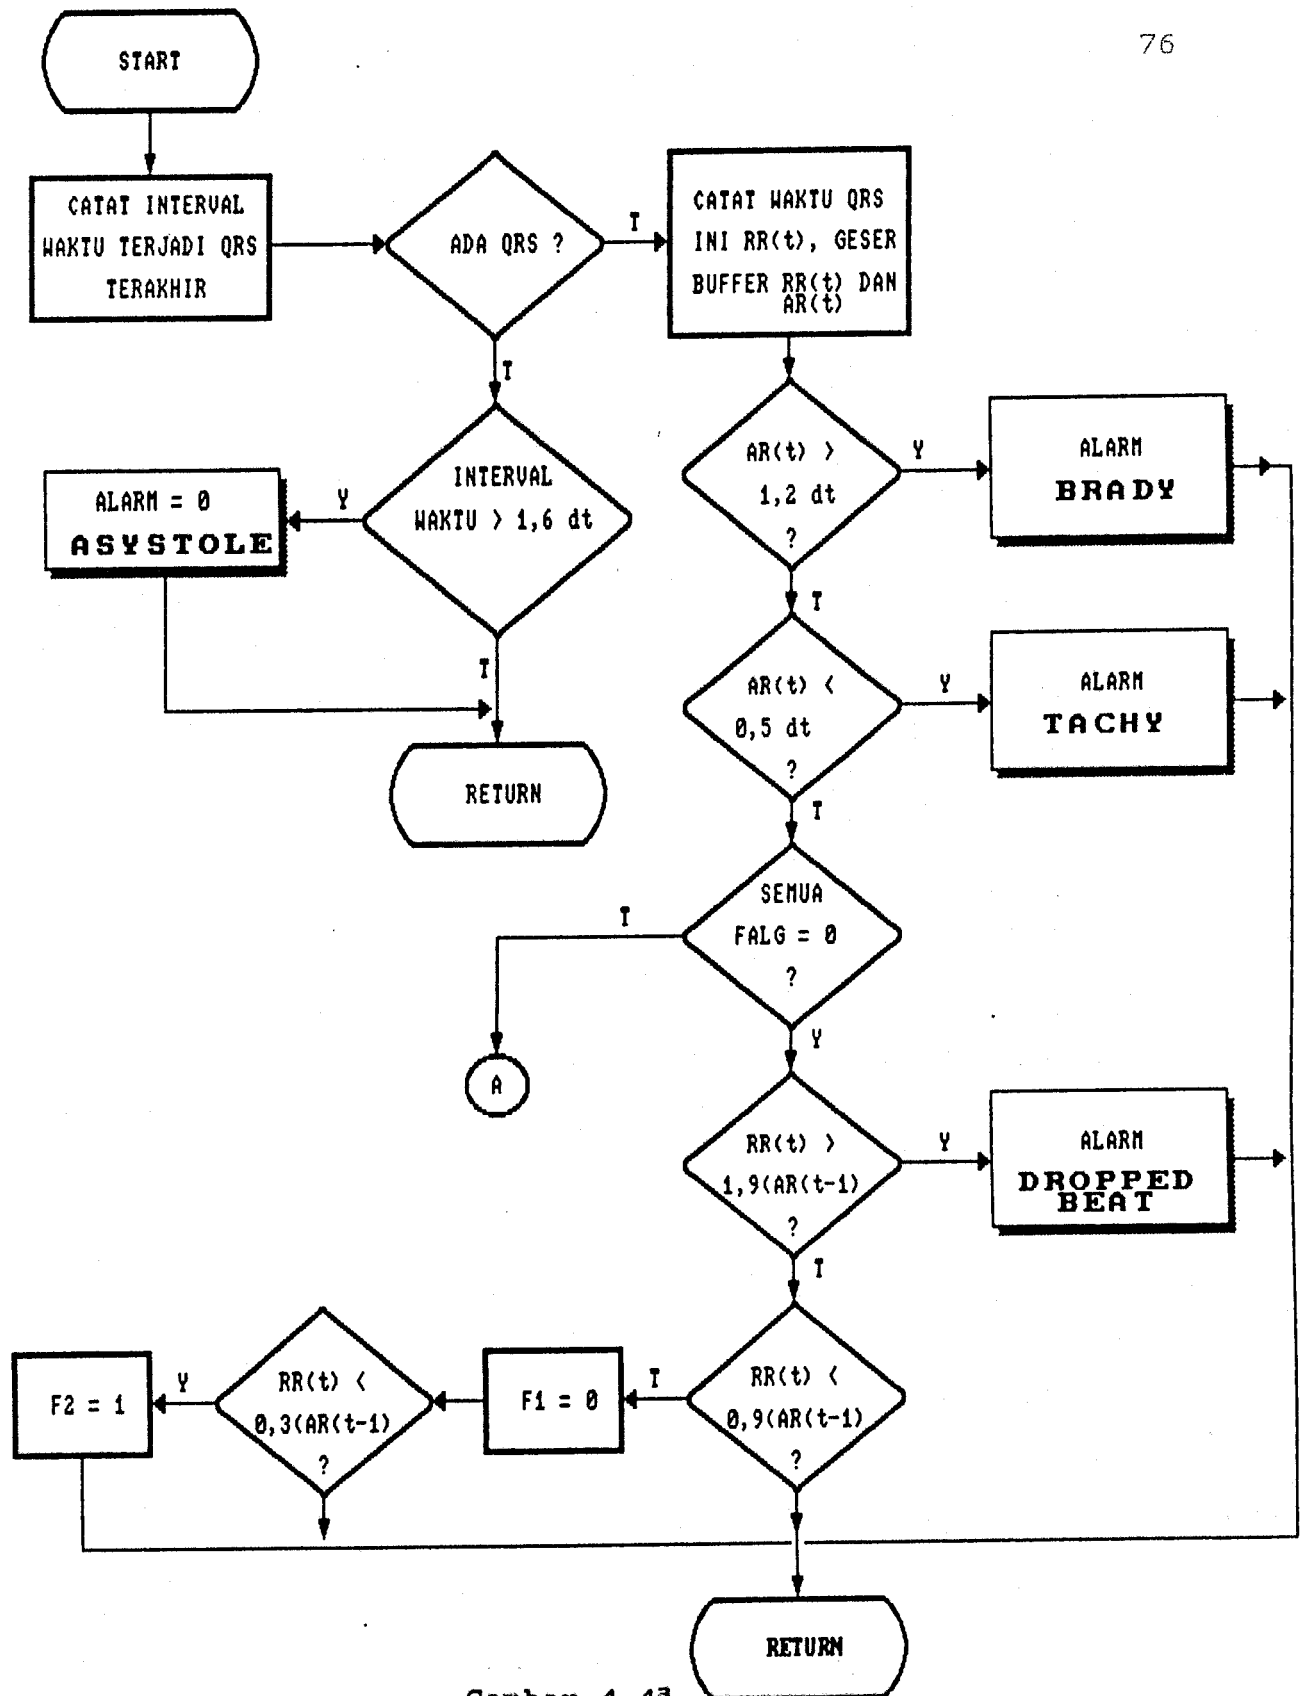 76
START
CATAT INTERVAL
WAKTU TERJADI QRS
TERAKHIR
ADA QRS ?
T
CATAT WAKTU QRS
INI RR(t), GESER
BUFFER RR(t) DAN
AR(t)
T
INTERVAL
WAKTU > 1,6 dt
Y
ALARM = 0
ASYSTOLE
T
RETURN
AR(t) >
1,2 dt
?
Y
ALARM
BRADY
T
AR(t) <
0,5 dt
?
Y
ALARM
TACHY
T
SEMUA
FALG = 0
?
T
A
Y
RR(t) >
1,9(AR(t-1)
?
Y
ALARM
DROPPED
BEAT
T
RR(t) <
0,9(AR(t-1)
?
T
F1 = 0
RR(t) <
0,3(AR(t-1)
?
Y
F2 = 1
RETURN